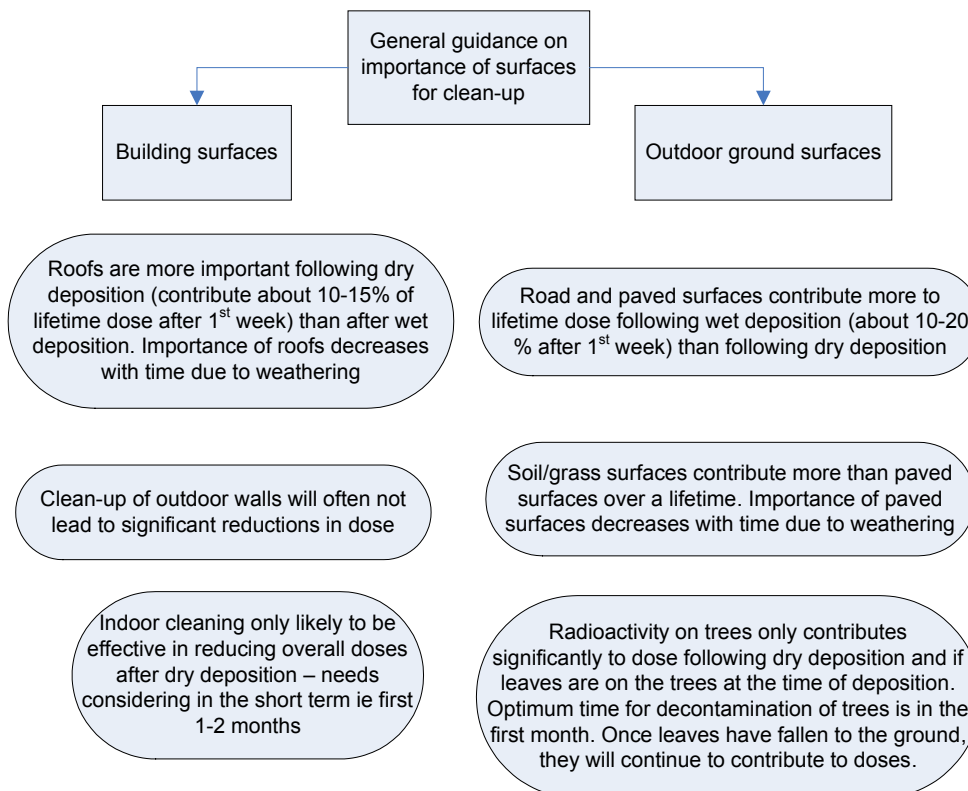 General guidance on
importance of surfaces
for clean-up
Building surfaces
Outdoor ground surfaces
Roofs are more important following dry
deposition (contribute about 10-15% of
lifetime dose after 1st week) than after wet
deposition. Importance of roofs decreases
with time due to weathering
Clean-up of outdoor walls will often not
lead to significant reductions in dose
Indoor cleaning only likely to be
effective in reducing overall doses
after dry deposition – needs
considering in the short term ie first
1-2 months
Road and paved surfaces contribute more to
lifetime dose following wet deposition (about 10-20
% after 1st week) than following dry deposition
Soil/grass surfaces contribute more than paved
surfaces over a lifetime. Importance of paved
surfaces decreases with time due to weathering
Radioactivity on trees only contributes
significantly to dose following dry deposition and if
leaves are on the trees at the time of deposition.
Optimum time for decontamination of trees is in the
first month. Once leaves have fallen to the ground,
they will continue to contribute to doses.